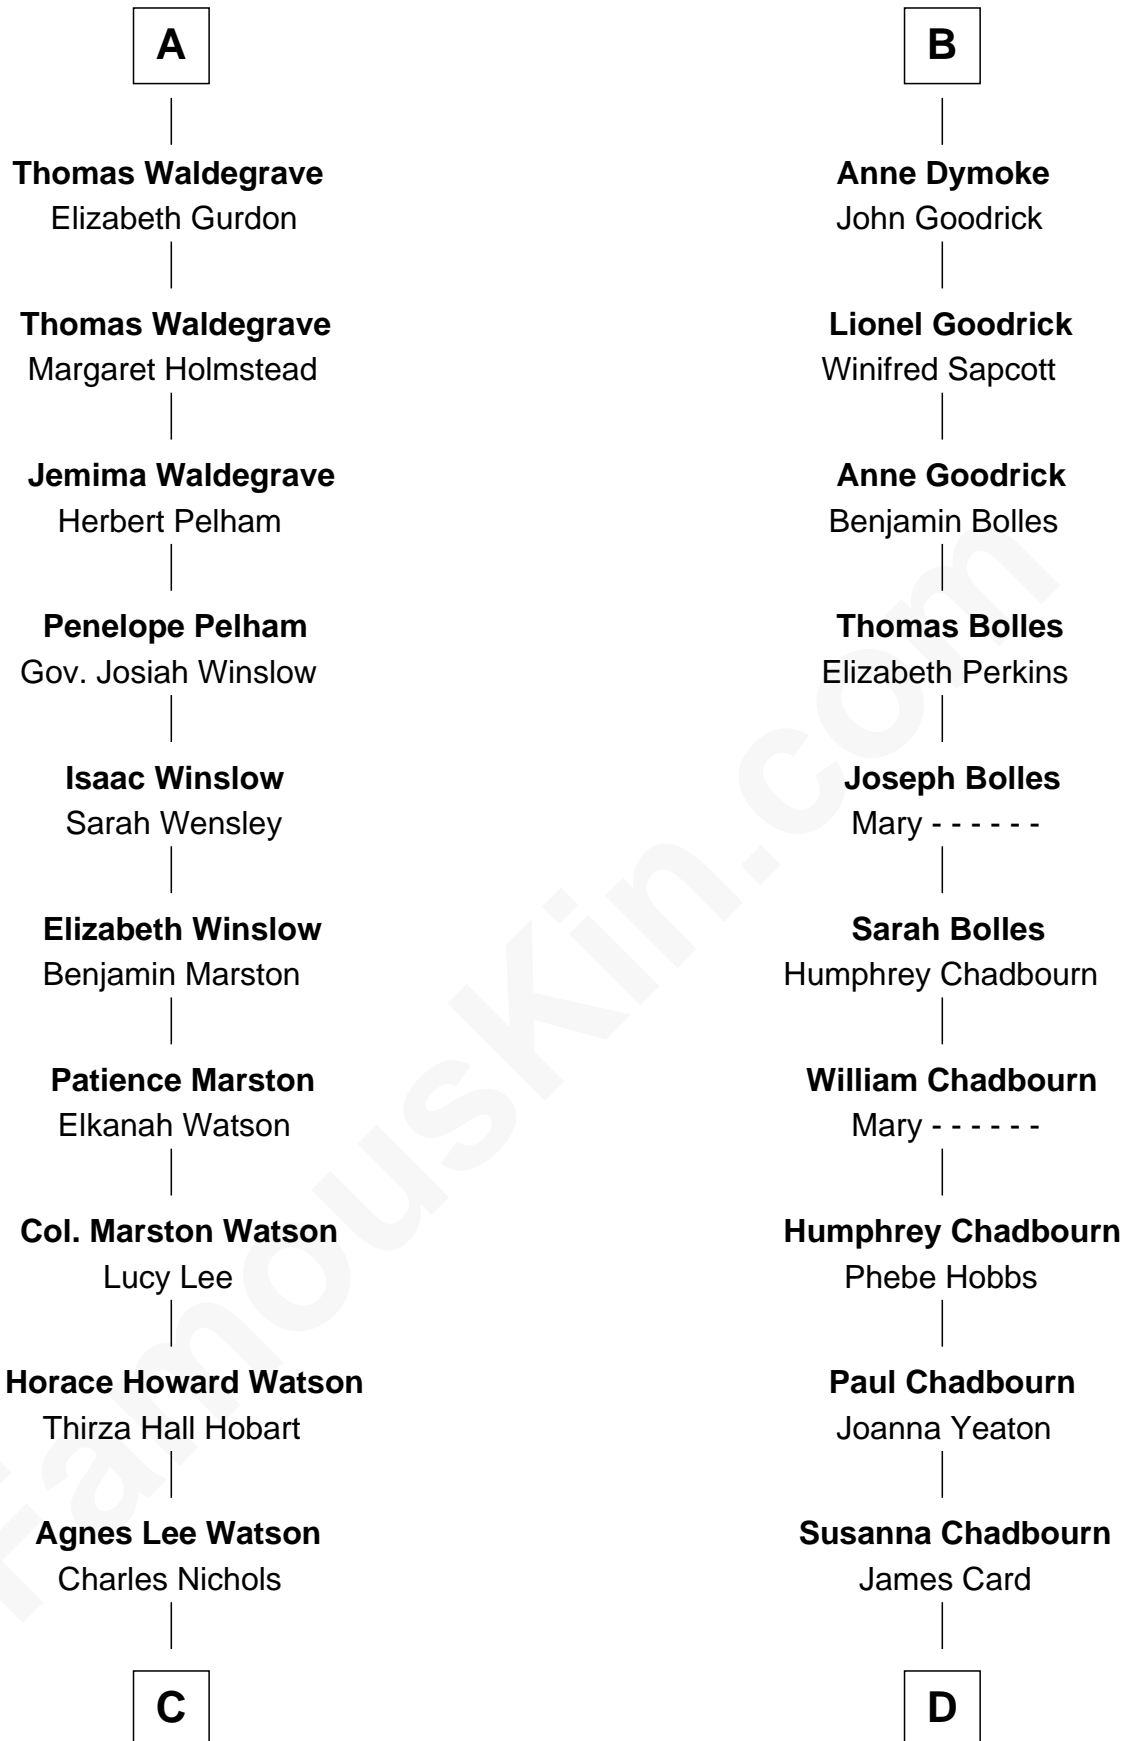 A
Thomas Waldegrave
Elizabeth Gurdon
Thomas Waldegrave
Margaret Holmstead
Jemima Waldegrave
Herbert Pelham
Penelope Pelham
Gov. Josiah Winslow
Isaac Winslow
Sarah Wensley
Elizabeth Winslow
Benjamin Marston
Patience Marston
Elkanah Watson
Col. Marston Watson
Lucy Lee
Horace Howard Watson
Thirza Hall Hobart
Agnes Lee Watson
Charles Nichols
C
B
Anne Dymoke
John Goodrick
Lionel Goodrick
Winifred Sapcott
Anne Goodrick
Benjamin Bolles
Thomas Bolles
Elizabeth Perkins
Joseph Bolles
Mary - - - - - -
Sarah Bolles
Humphrey Chadbourn
William Chadbourn
Mary - - - - - -
Humphrey Chadbourn
Phebe Hobbs
Paul Chadbourn
Joanna Yeaton
Susanna Chadbourn
James Card
D
FamousKin.com